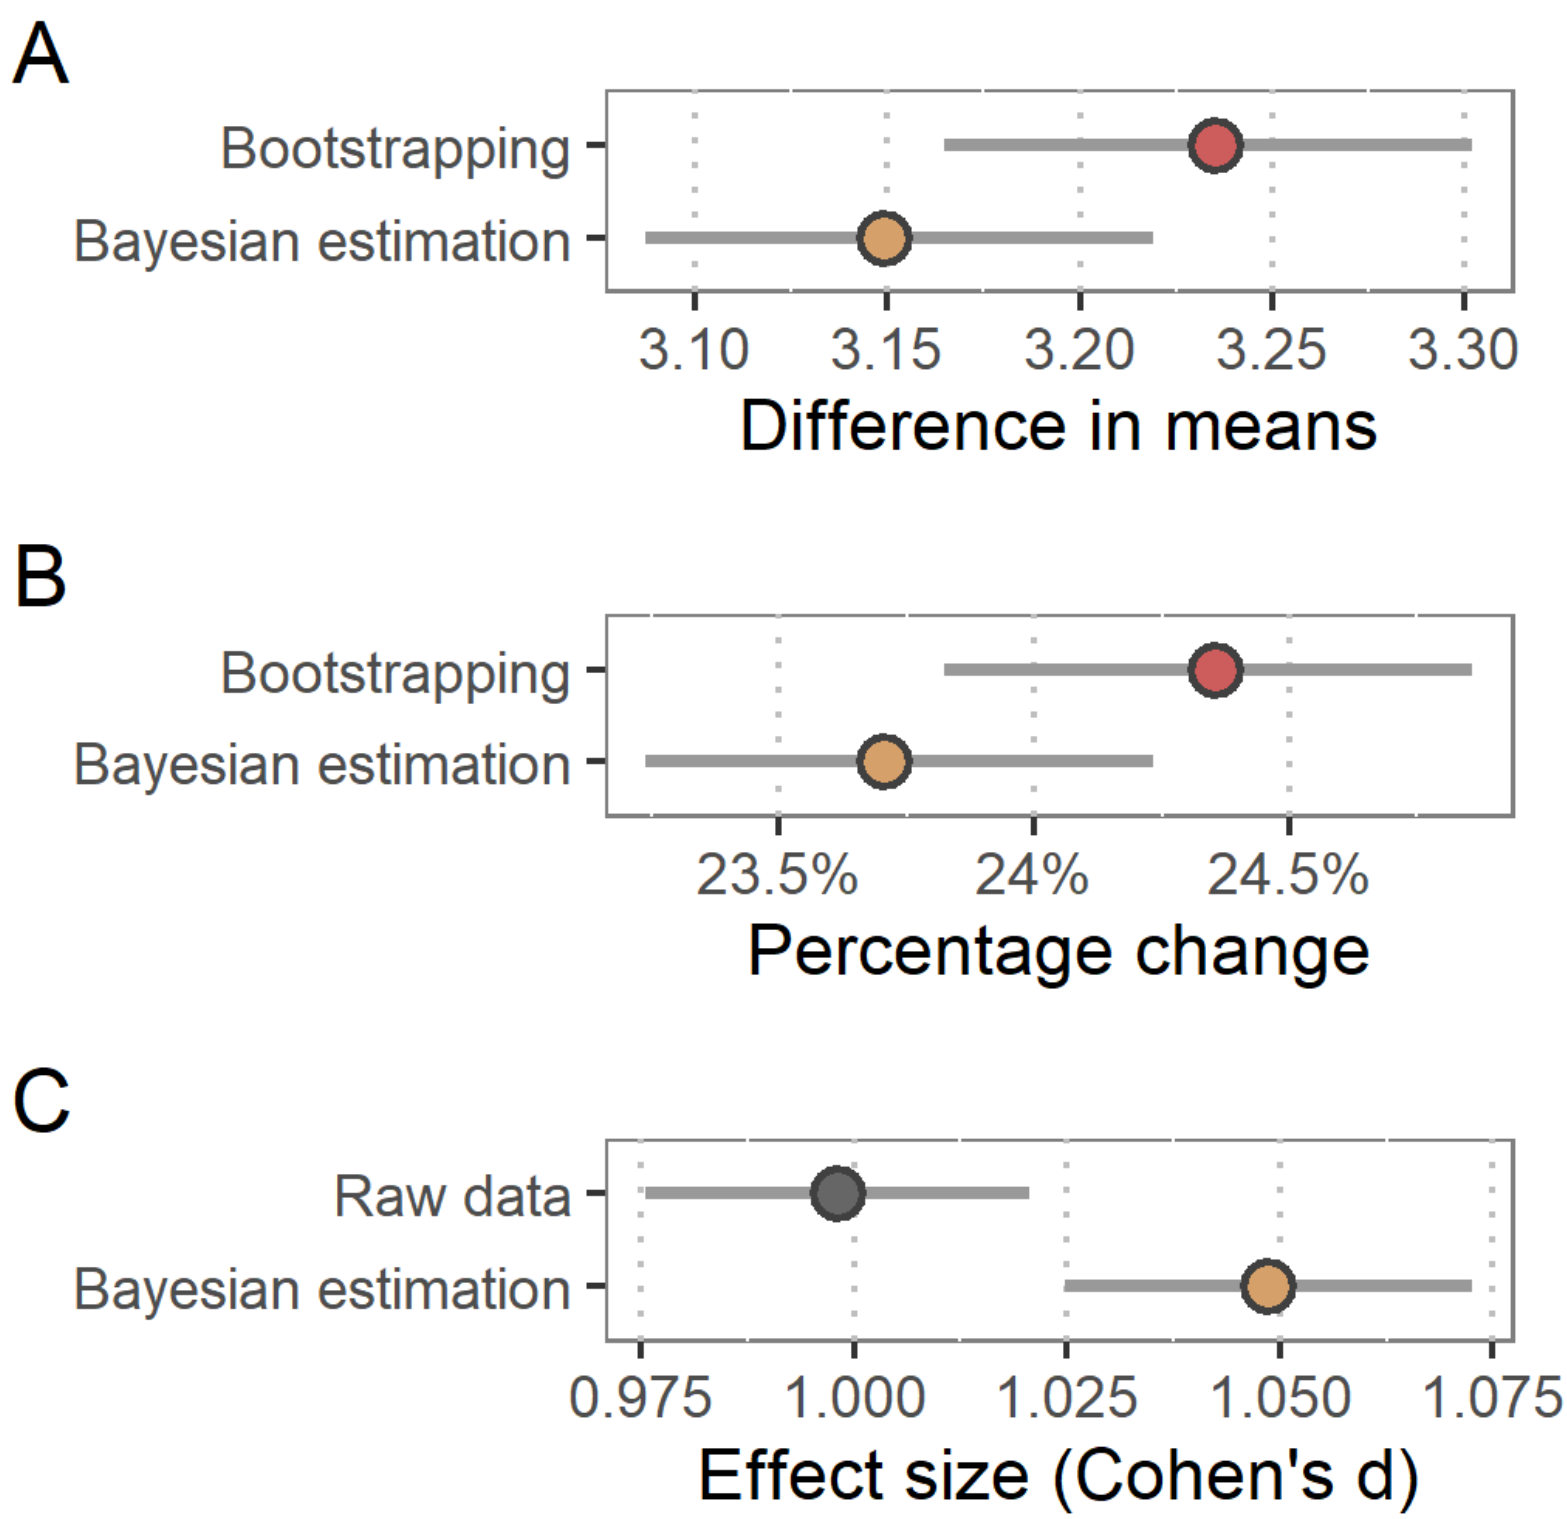 A
Bootstrapping
Bayesian estimation
3.10 3.15 3.20 3.25 3.30
Difference in means
B
Bootstrapping
Bayesian estimation
23.5% 24% 24.5%
Percentage change
C
Raw data
Bayesian estimation
0.975 1.000 1.025 1.050 1.075
Effect size (Cohen's d)